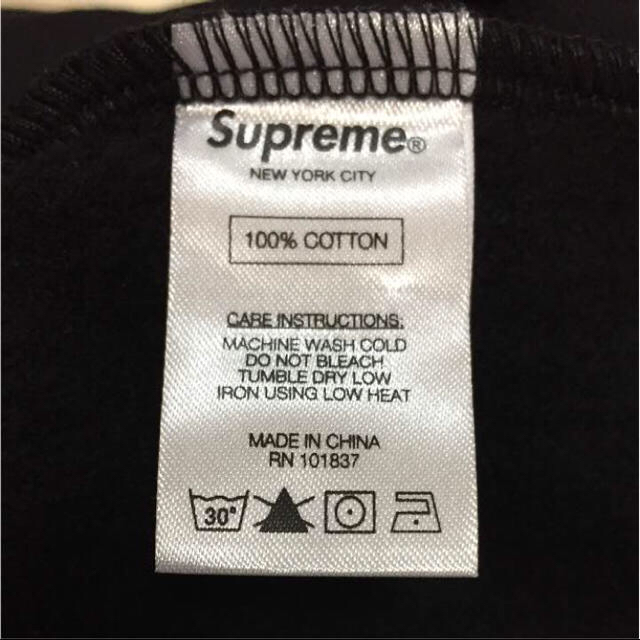 Supreme®
NEW YORK CITY
100% COTTON
CARE INSTRUCTIONS:
MACHINE WASH COLD
DO NOT BLEACH
TUMBLE DRY LOW
IRON USING LOW HEAT
MADE IN CHINA
RN 101837
30°